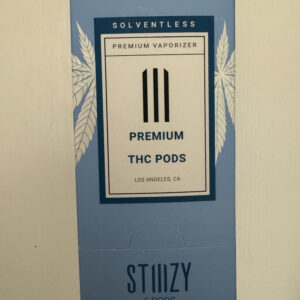 SOLVENTLESS
PREMIUM VAPORIZER
PREMIUM
THC PODS
LOS ANGELES, CA
STIIIZY